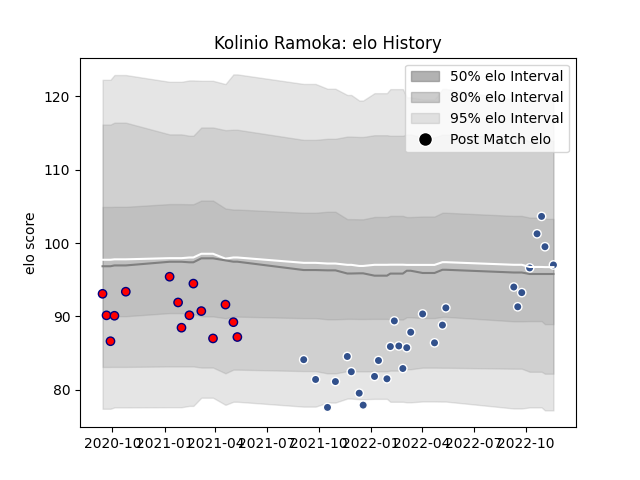 Kolinio Ramoka: elo History
50% elo Interval
80% elo Interval
95% elo Interval
Post Match elo
elo score
120
110
100
90
80
2020-10 2021-01 2021-04 2021-07 2021-10 2022-01 2022-04 2022-07 2022-10